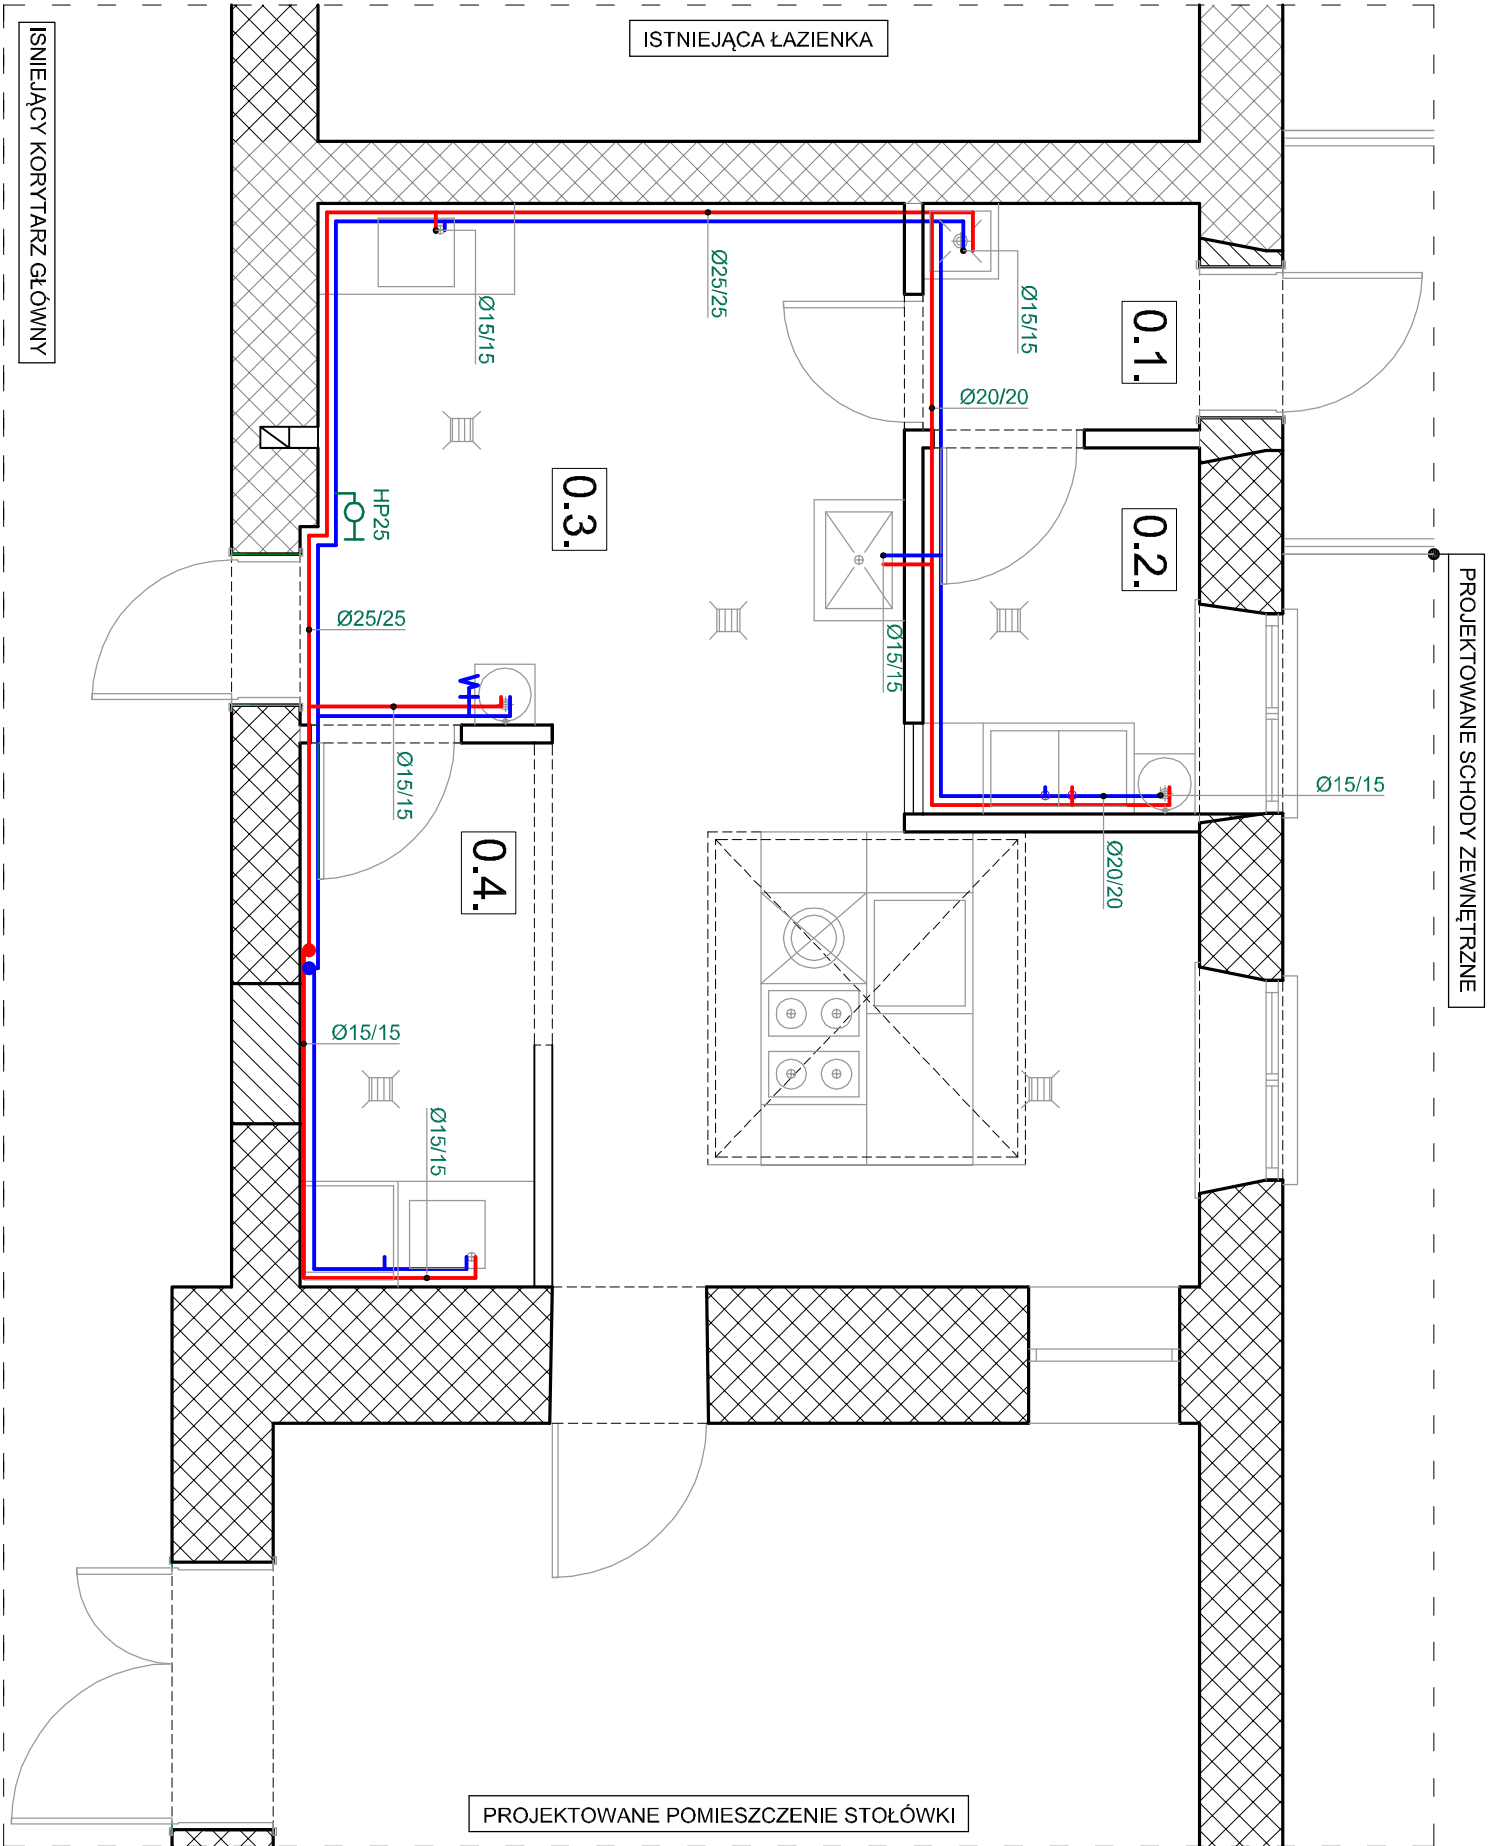 ISTNIEJĄCA ŁAZIENKA
ISNIEJĄCY KORYTARZ GŁÓWNY
Ø25/25
Ø15/15
Ø15/15
0.1.
Ø20/20
0.3.
HP25
0.2.
PROJEKTOWANE SCHODY ZEWNĘTRZNE
Ø25/25
Ø15/15
Ø15/15
Ø15/15
0.4.
Ø20/20
Ø15/15
Ø15/15
PROJEKTOWANE POMIESZCZENIE STOŁÓWKI